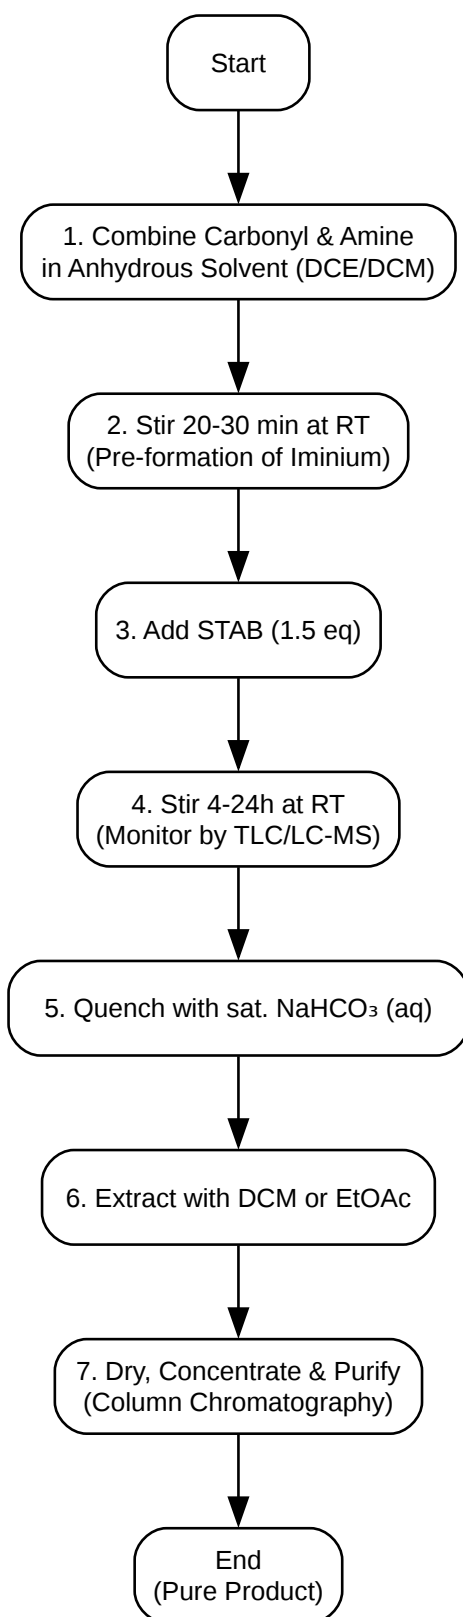 Start
1. Combine Carbonyl & Amine
in Anhydrous Solvent (DCE/DCM)
2. Stir 20-30 min at RT
(Pre-formation of Iminium)
3. Add STAB (1.5 eq)
4. Stir 4-24h at RT
(Monitor by TLC/LC-MS)
5. Quench with sat. NaHCO₃ (aq)
6. Extract with DCM or EtOAc
7. Dry, Concentrate & Purify
(Column Chromatography)
End
(Pure Product)